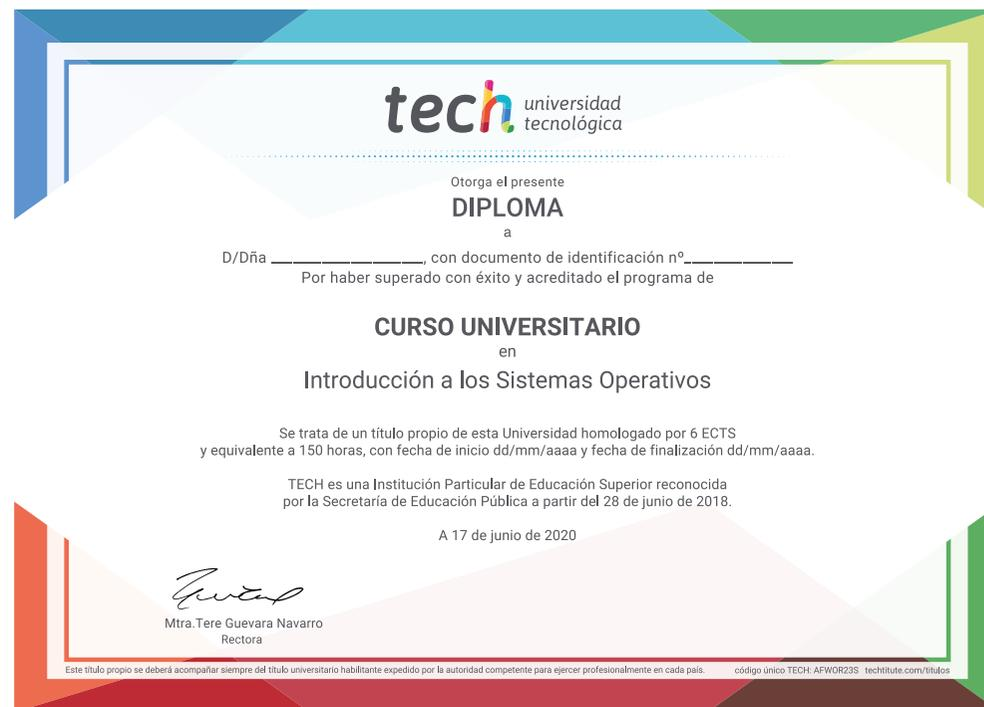 tech universidad
tecnológica
Otorga el presente
DIPLOMA
a
D/Dña ______________, con documento de identificación nº__________
Por haber superado con éxito y acreditado el programa de
CURSO UNIVERSITARIO
en
Introducción a los Sistemas Operativos
Se trata de un título propio de esta Universidad homologado por 6 ECTS
y equivalente a 150 horas, con fecha de inicio dd/mm/aaaa y fecha de finalización dd/mm/aaaa.
TECH es una Institución Particular de Educación Superior reconocida
por la Secretaría de Educación Pública a partir del 28 de junio de 2018.
A 17 de junio de 2020
Mtra.Tere Guevara Navarro
Rectora
Este título propio se deberá acompañar siempre del título universitario habilitante expedido por la autoridad competente para ejercer profesionalmente en cada país. código único TECH: AFWOR23S techtitute.com/titulos